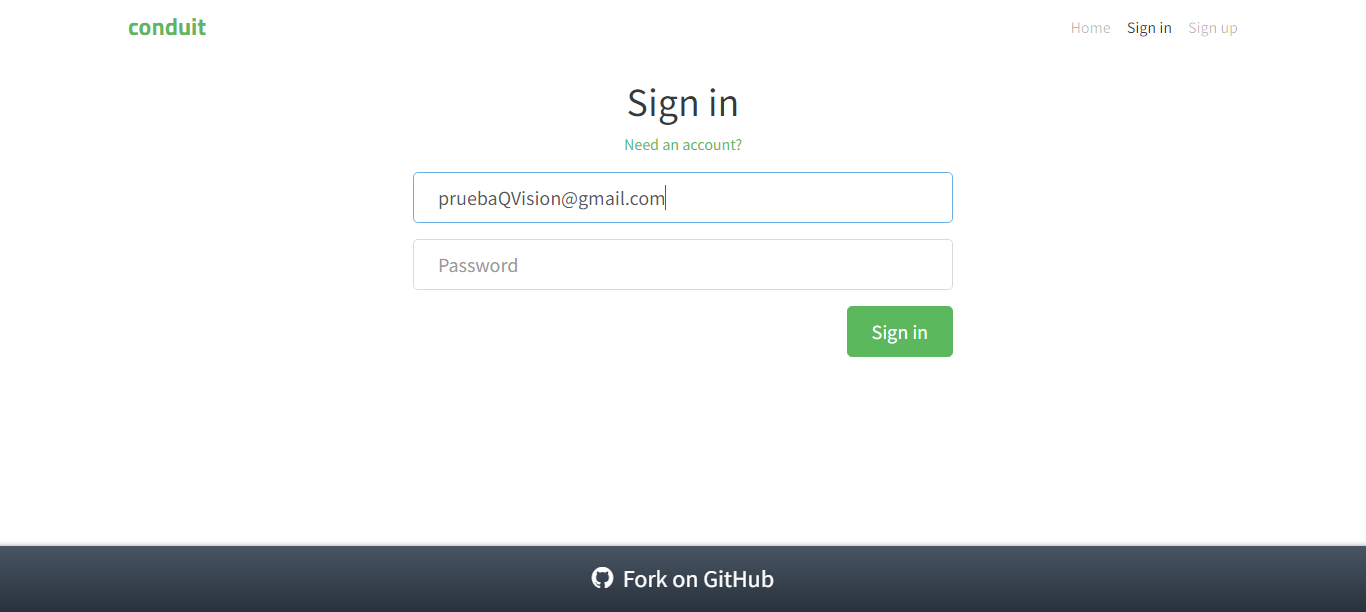 conduit
Home Sign in Sign up
Sign in
Need an account?
pruebaQVision@gmail.com
Password
Sign in
Fork on GitHub